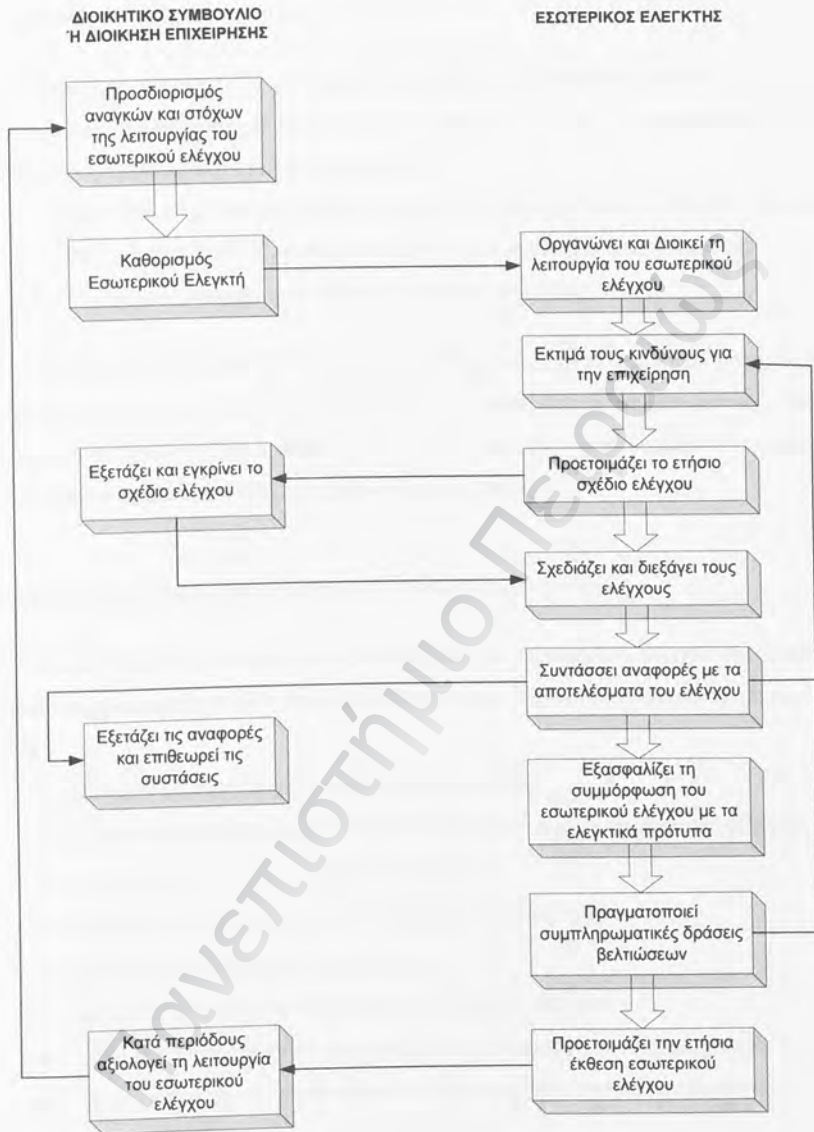 ΔΙΟΙΚΗΤΙΚΟ ΣΥΜΒΟΥΛΙΟ
Ή ΔΙΟΙΚΗΣΗ ΕΠΙΧΕΙΡΗΣΗΣ
ΕΣΩΤΕΡΙΚΟΣ ΕΛΕΓΚΤΗΣ
Προσδιορισμός
αναγκών και στόχων
της λειτουργίας του
εσωτερικού ελέγχου
Καθορισμός
Εσωτερικού Ελεγκτή
Οργανώνει και Διοικεί τη
λειτουργία του εσωτερικού
ελέγχου
Εκτιμά τους κινδύνους για
την επιχείρηση
Προετοιμάζει το ετήσιο
σχέδιο ελέγχου
Εξετάζει και εγκρίνει το
σχέδιο ελέγχου
Σχεδιάζει και διεξάγει τους
ελέγχους
Συντάσσει αναφορές με τα
αποτελέσματα του ελέγχου
Εξετάζει τις αναφορές
και επιθεωρεί τις
συστάσεις
Εξασφαλίζει τη
συμμόρφωση του
εσωτερικού ελέγχου με τα
ελεγκτικά πρότυπα
Πραγματοποιεί
συμπληρωματικές δράσεις
βελτιώσεων
Προετοιμάζει την ετήσια
έκθεση εσωτερικού
ελέγχου
Κατά περιόδους
αξιολογεί τη λειτουργία
του εσωτερικού
ελέγχου
Πανεπιστήμιο Πειραιώς